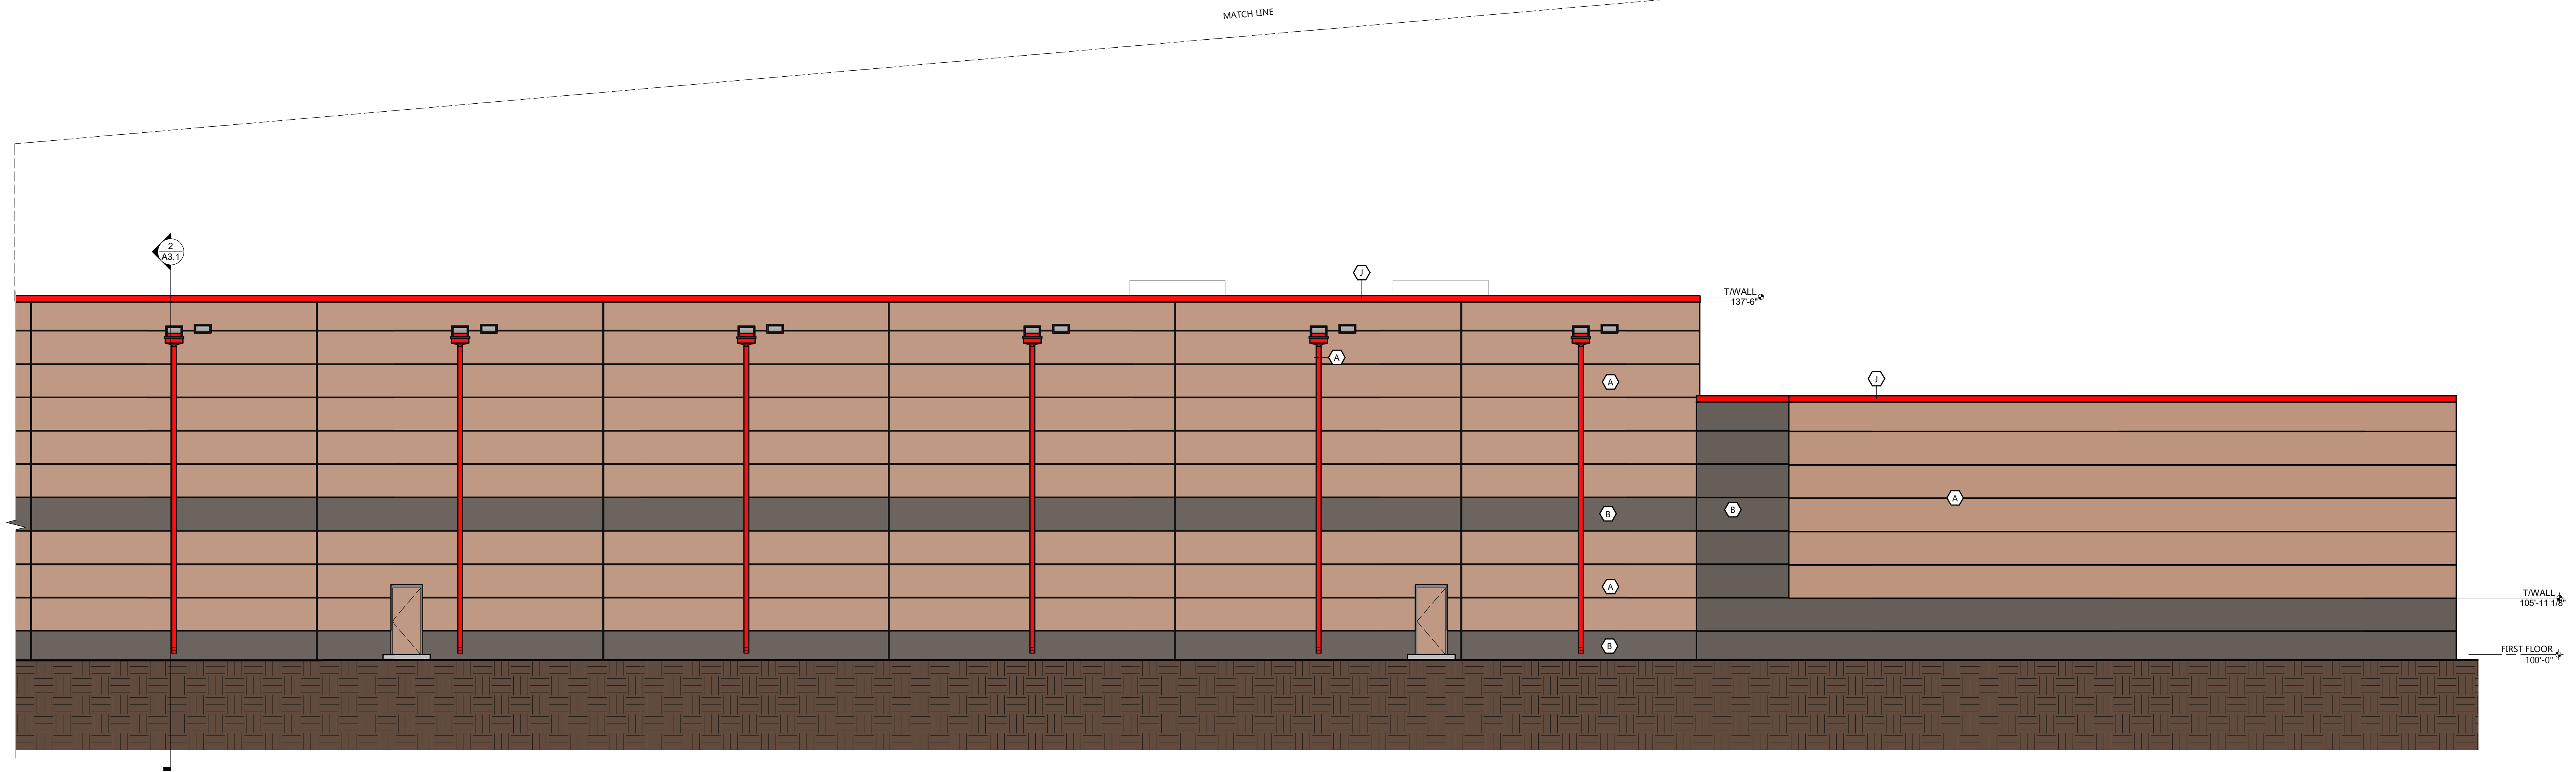 MATCH LINE
2
A3.1
J
T/WALL
137'-6"
A
A
J
B
B
A
A
B
T/WALL
105'-11 1/8"
FIRST FLOOR
100'-0"